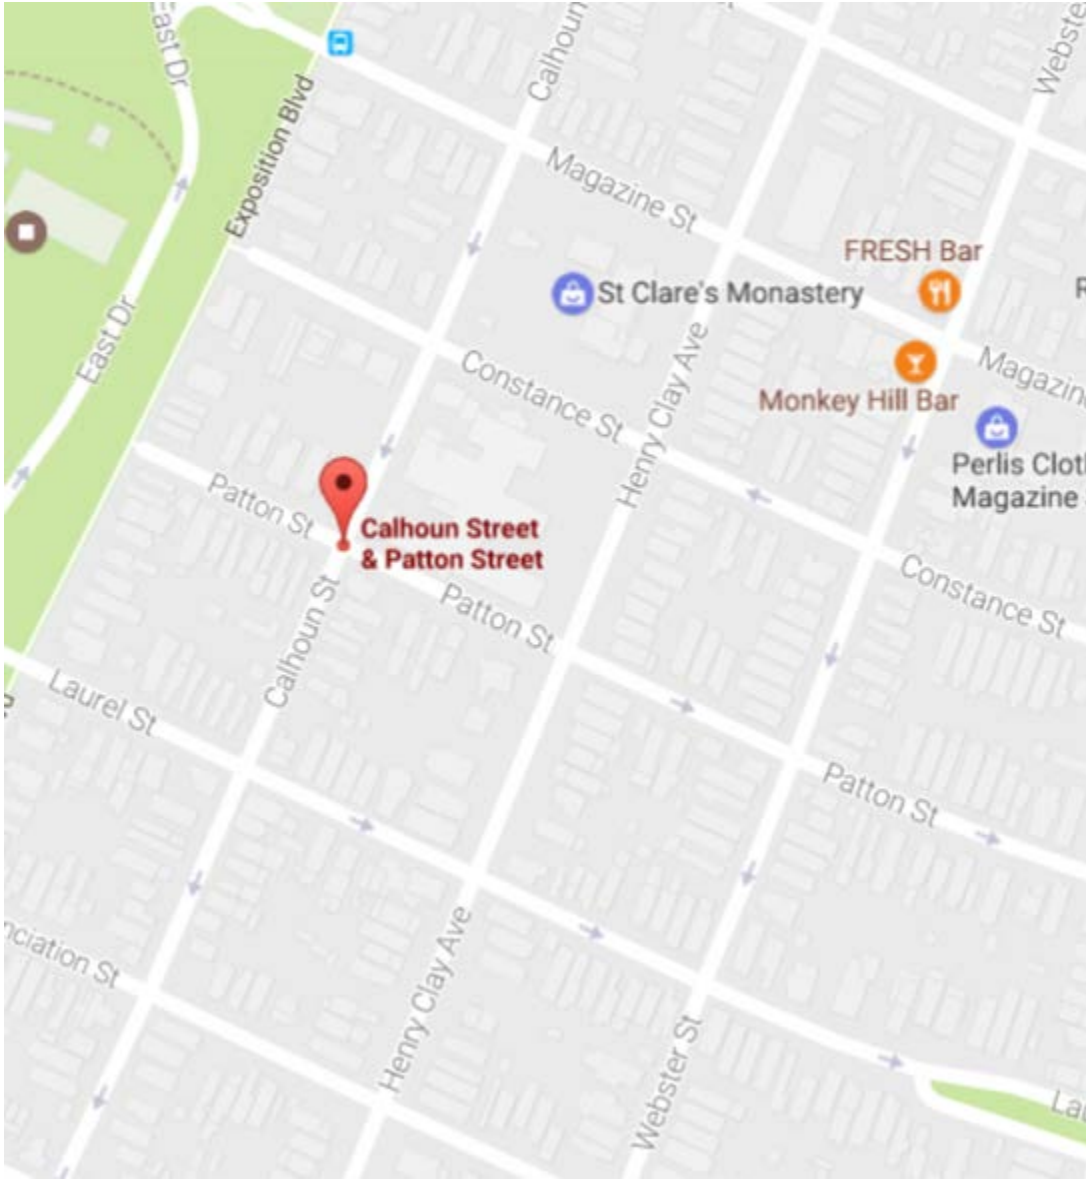 East Dr
Calhoun
Webste
Exposition Blvd
Magazine St
FRESH Bar
R
St Clare's Monastery
East Dr
Magazin
Constance St
Henry Clay Ave
Monkey Hill Bar
Perlis Clot
Magazine
Patton St
Calhoun Street
& Patton Street
Constance St
Patton St
Calhoun St
Laurel St
Patton St
nciation St
Henry Clay Ave
Webster St
La